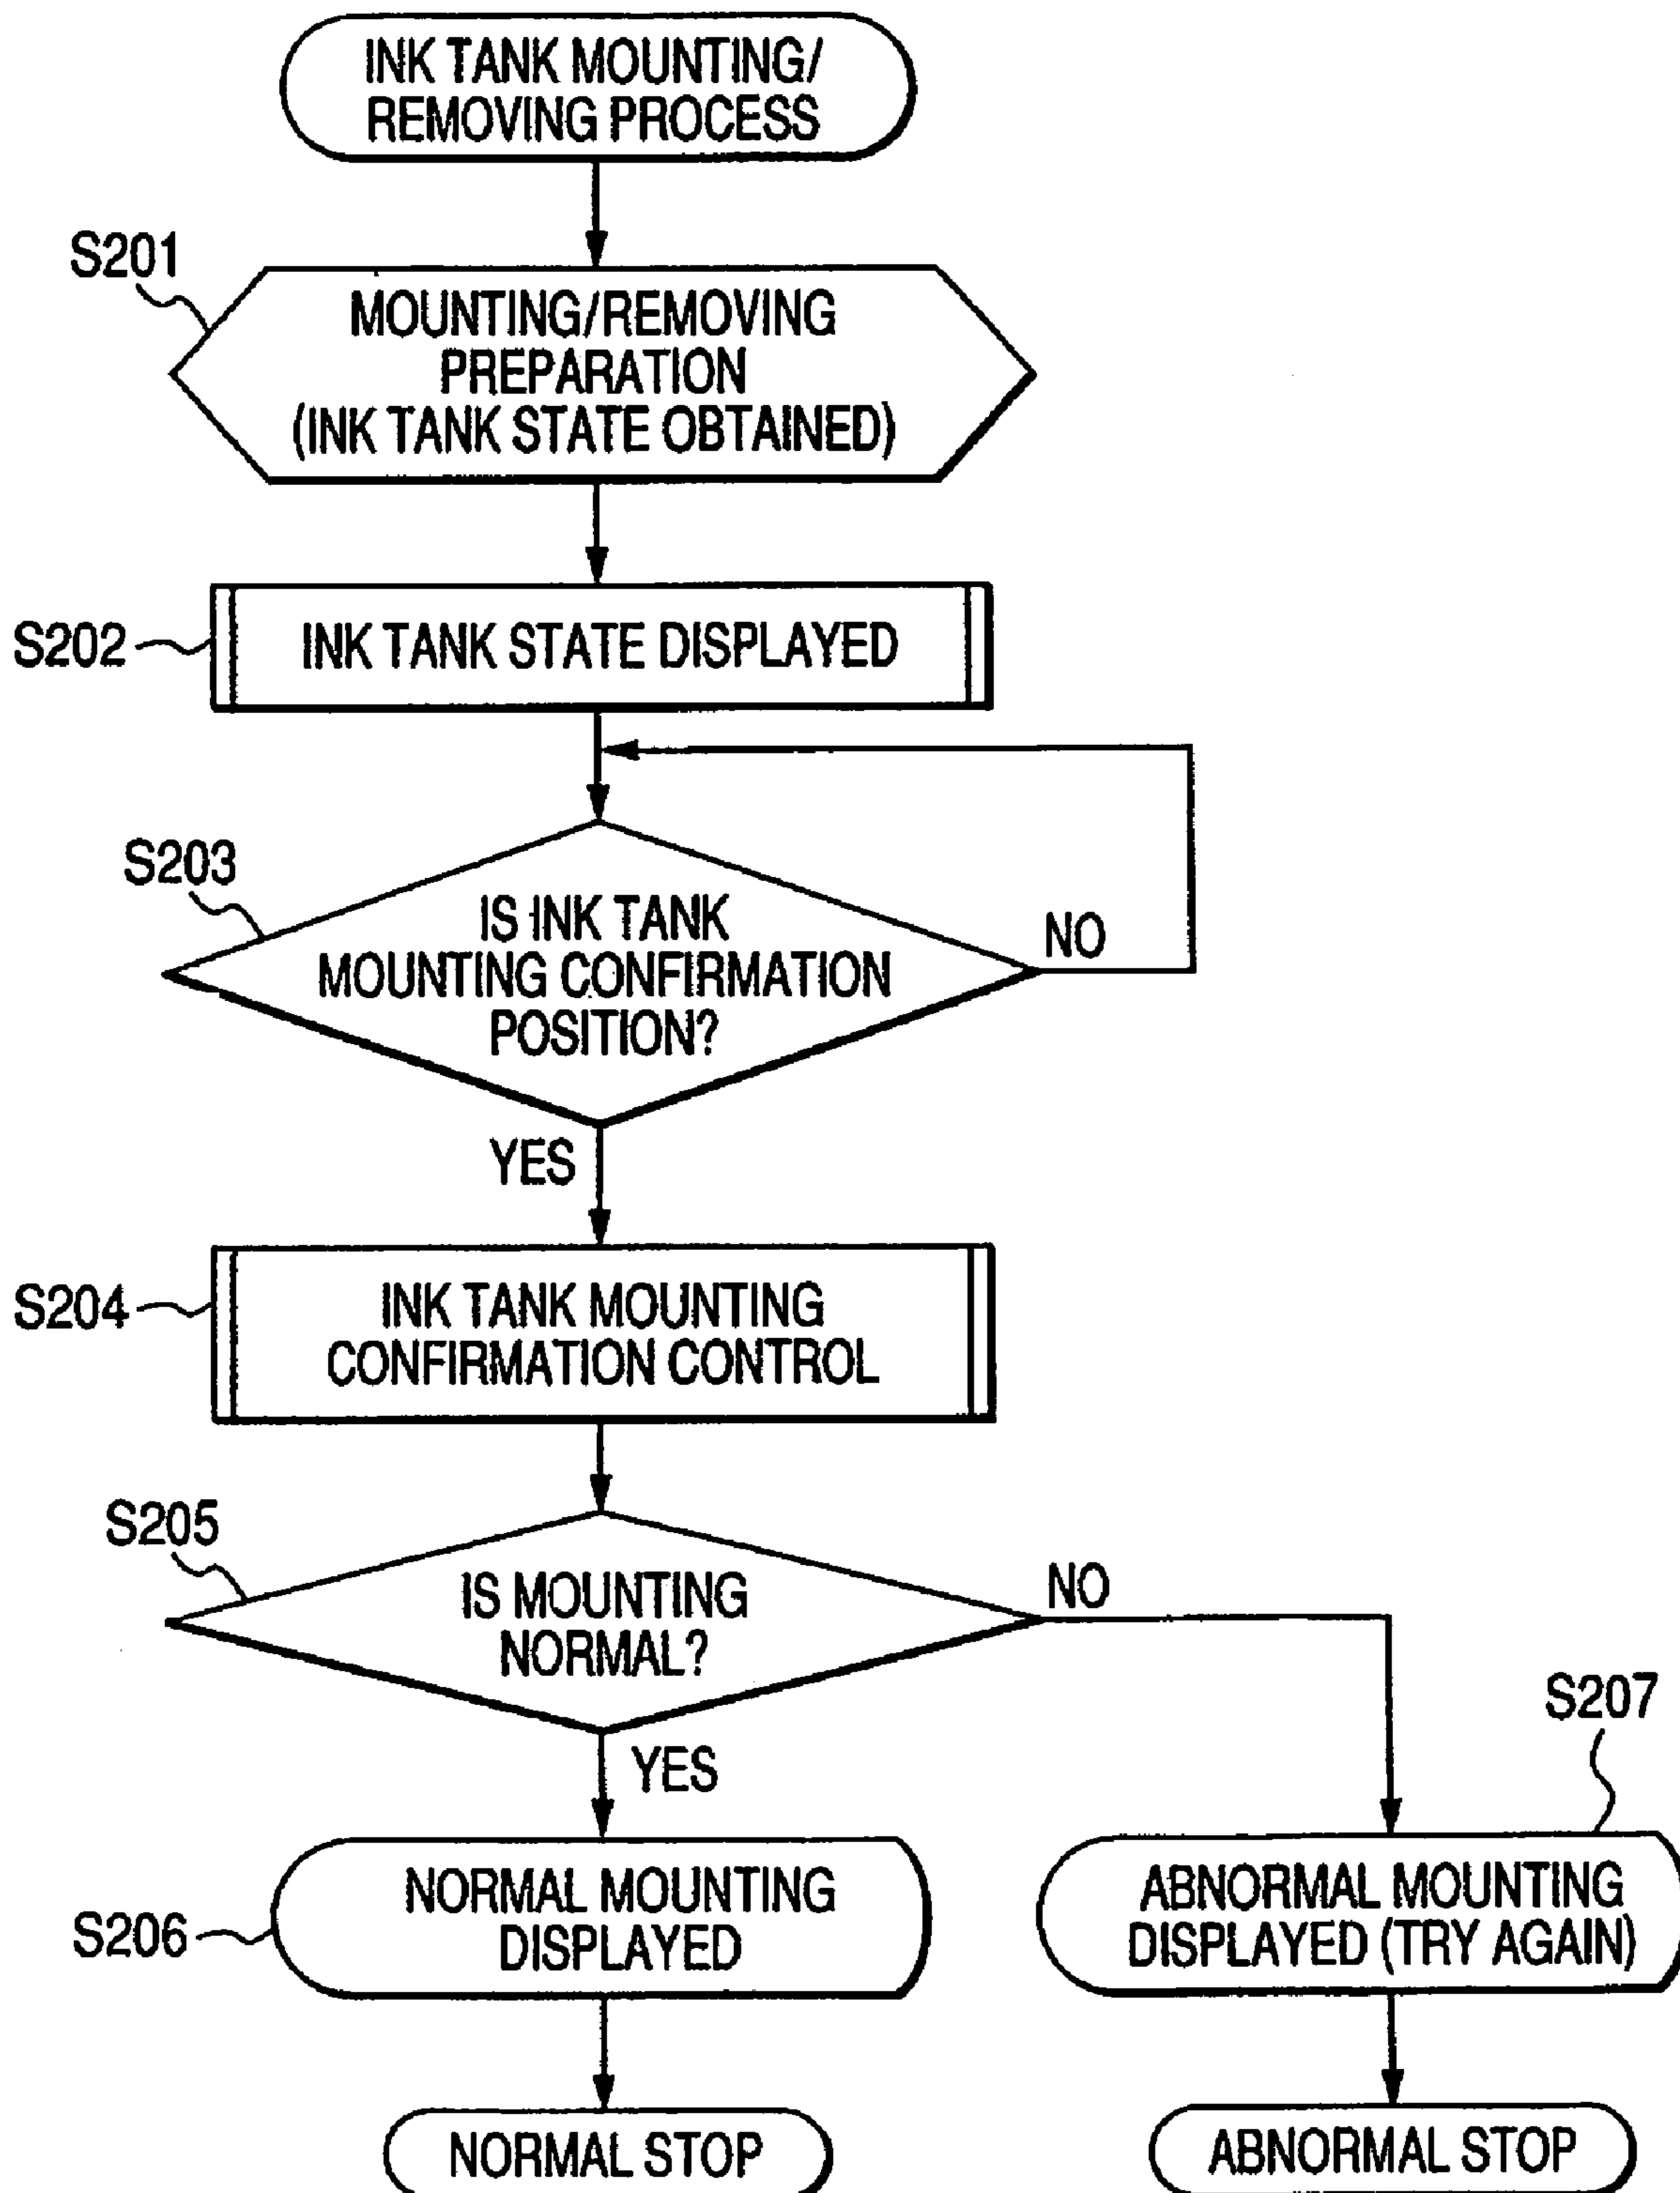 INK TANK MOUNTING/
REMOVING PROCESS
S201
MOUNTING/REMOVING
PREPARATION
(INK TANK STATE OBTAINED)
S202
INK TANK STATE DISPLAYED
S203
IS INK TANK
MOUNTING CONFIRMATION
POSITION?
NO
YES
S204
INK TANK MOUNTING
CONFIRMATION CONTROL
S205
IS MOUNTING
NORMAL?
NO
YES
S207
S206
NORMAL MOUNTING
DISPLAYED
ABNORMAL MOUNTING
DISPLAYED (TRY AGAIN)
NORMAL STOP
ABNORMAL STOP